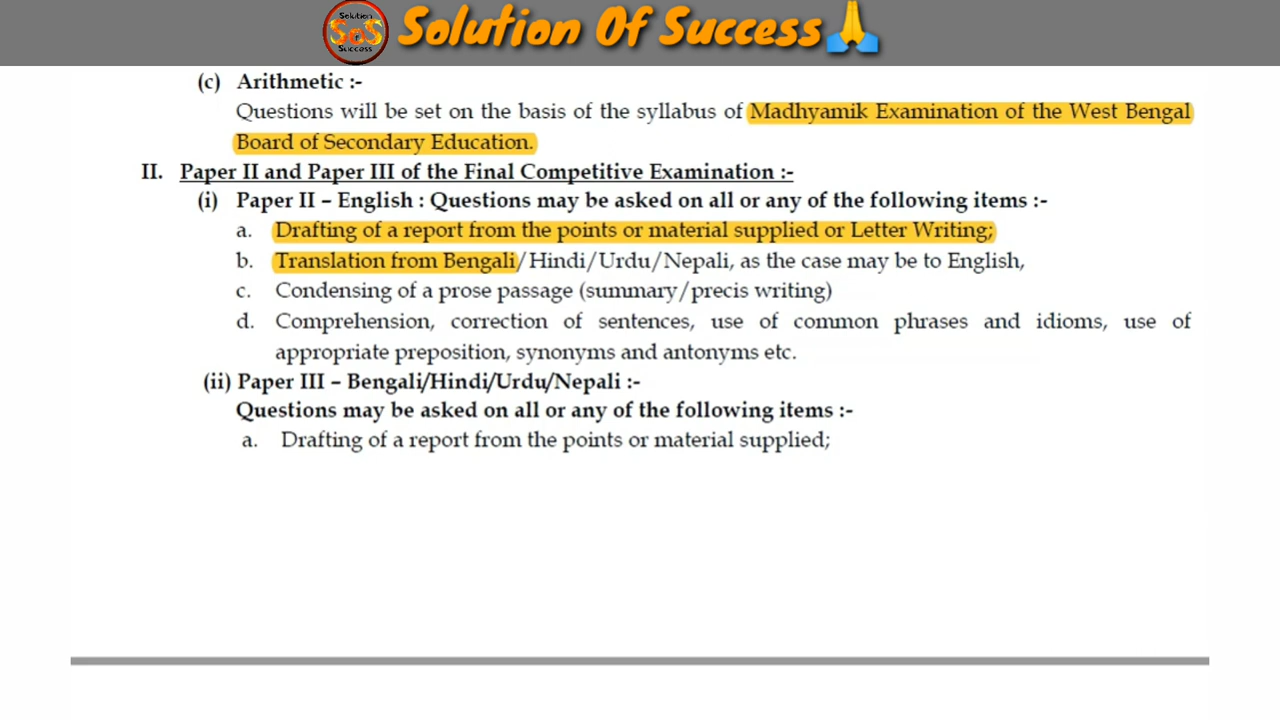 Solution
SoS
of
Success
Solution Of Success🙏
(c) Arithmetic :-
Questions will be set on the basis of the syllabus of Madhyamik Examination of the West Bengal
Board of Secondary Education.
II. Paper II and Paper III of the Final Competitive Examination :-
(i) Paper II – English : Questions may be asked on all or any of the following items :-
a. Drafting of a report from the points or material supplied or Letter Writing;
b. Translation from Bengali/Hindi/Urdu/Nepali, as the case may be to English,
c. Condensing of a prose passage (summary/precis writing)
d. Comprehension, correction of sentences, use of common phrases and idioms, use of
appropriate preposition, synonyms and antonyms etc.
(ii) Paper III – Bengali/Hindi/Urdu/Nepali :-
Questions may be asked on all or any of the following items :-
a. Drafting of a report from the points or material supplied;